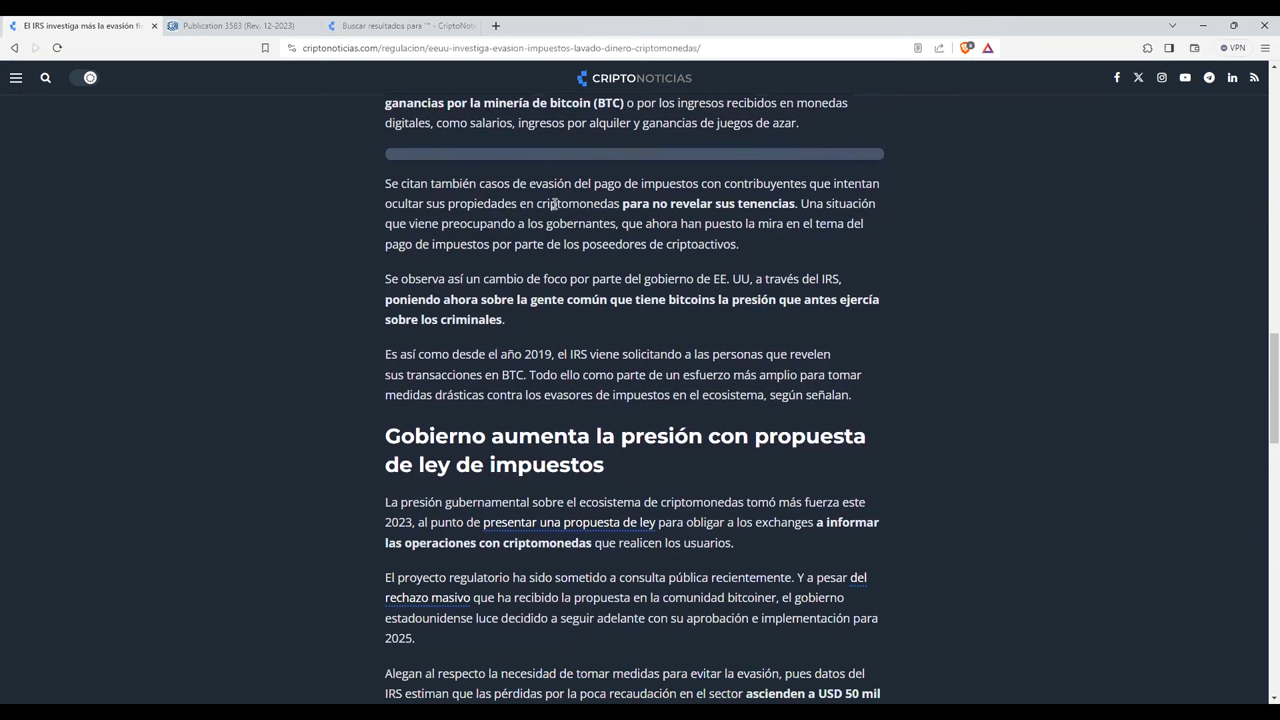 El IRS investiga más la evasión fi
Publication 3583 (Rev. 12-2023)
Buscar resultados para "" - CriptoNot
criptonoticias.com/regulacion/eeuu-investiga-evasion-impuestos-lavado-dinero-criptomonedas/
VPN
CRIPTONOTICIAS
ganancias por la minería de bitcoin (BTC) o por los ingresos recibidos en monedas
digitales, como salarios, ingresos por alquiler y ganancias de juegos de azar.
Se citan también casos de evasión del pago de impuestos con contribuyentes que intentan
ocultar sus propiedades en criptomonedas para no revelar sus tenencias. Una situación
que viene preocupando a los gobernantes, que ahora han puesto la mira en el tema del
pago de impuestos por parte de los poseedores de criptoactivos.
Se observa así un cambio de foco por parte del gobierno de EE. UU, a través del IRS,
poniendo ahora sobre la gente común que tiene bitcoins la presión que antes ejercía
sobre los criminales.
Es así como desde el año 2019, el IRS viene solicitando a las personas que revelen
sus transacciones en BTC. Todo ello como parte de un esfuerzo más amplio para tomar
medidas drásticas contra los evasores de impuestos en el ecosistema, según señalan.
Gobierno aumenta la presión con propuesta
de ley de impuestos
La presión gubernamental sobre el ecosistema de criptomonedas tomó más fuerza este
2023, al punto de presentar una propuesta de ley para obligar a los exchanges a informar
las operaciones con criptomonedas que realicen los usuarios.
El proyecto regulatorio ha sido sometido a consulta pública recientemente. Y a pesar del
rechazo masivo que ha recibido la propuesta en la comunidad bitcoiner, el gobierno
estadounidense luce decidido a seguir adelante con su aprobación e implementación para
2025.
Alegan al respecto la necesidad de tomar medidas para evitar la evasión, pues datos del
IRS estiman que las pérdidas por la poca recaudación en el sector ascienden a USD 50 mil